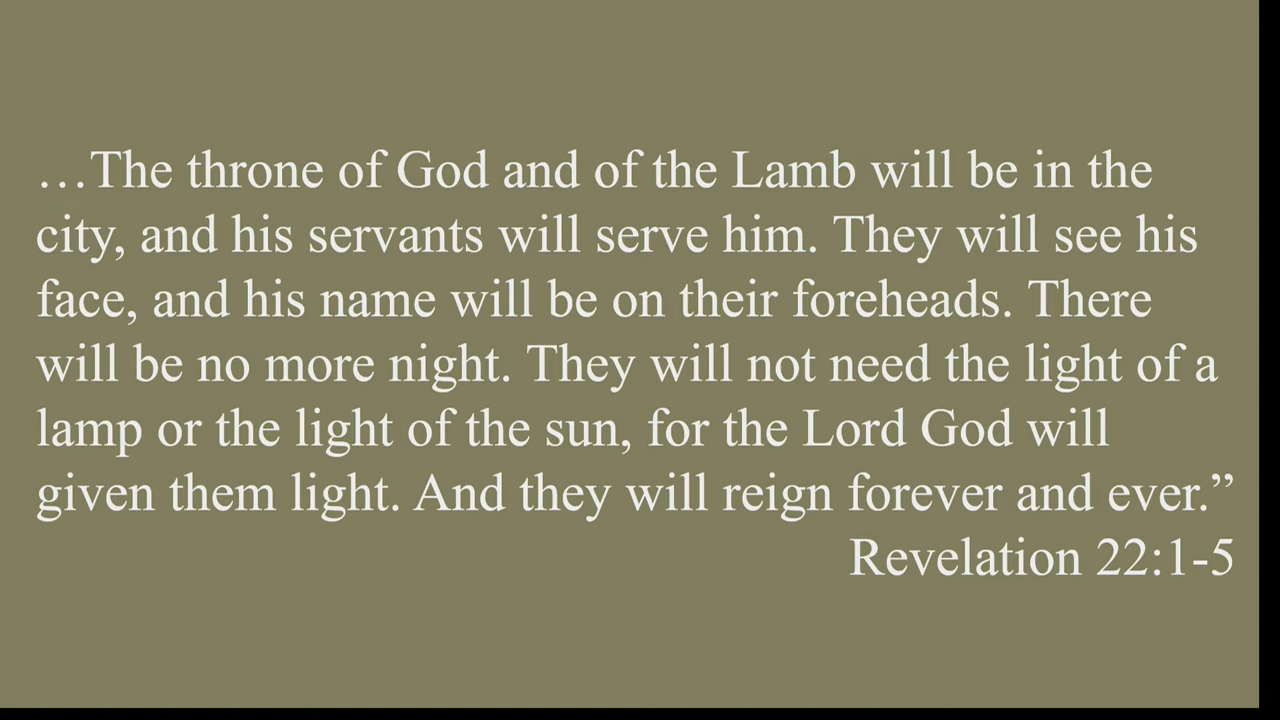 …The throne of God and of the Lamb will be in the
city, and his servants will serve him. They will see his
face, and his name will be on their foreheads. There
will be no more night. They will not need the light of a
lamp or the light of the sun, for the Lord God will
given them light. And they will reign forever and ever.”
Revelation 22:1-5